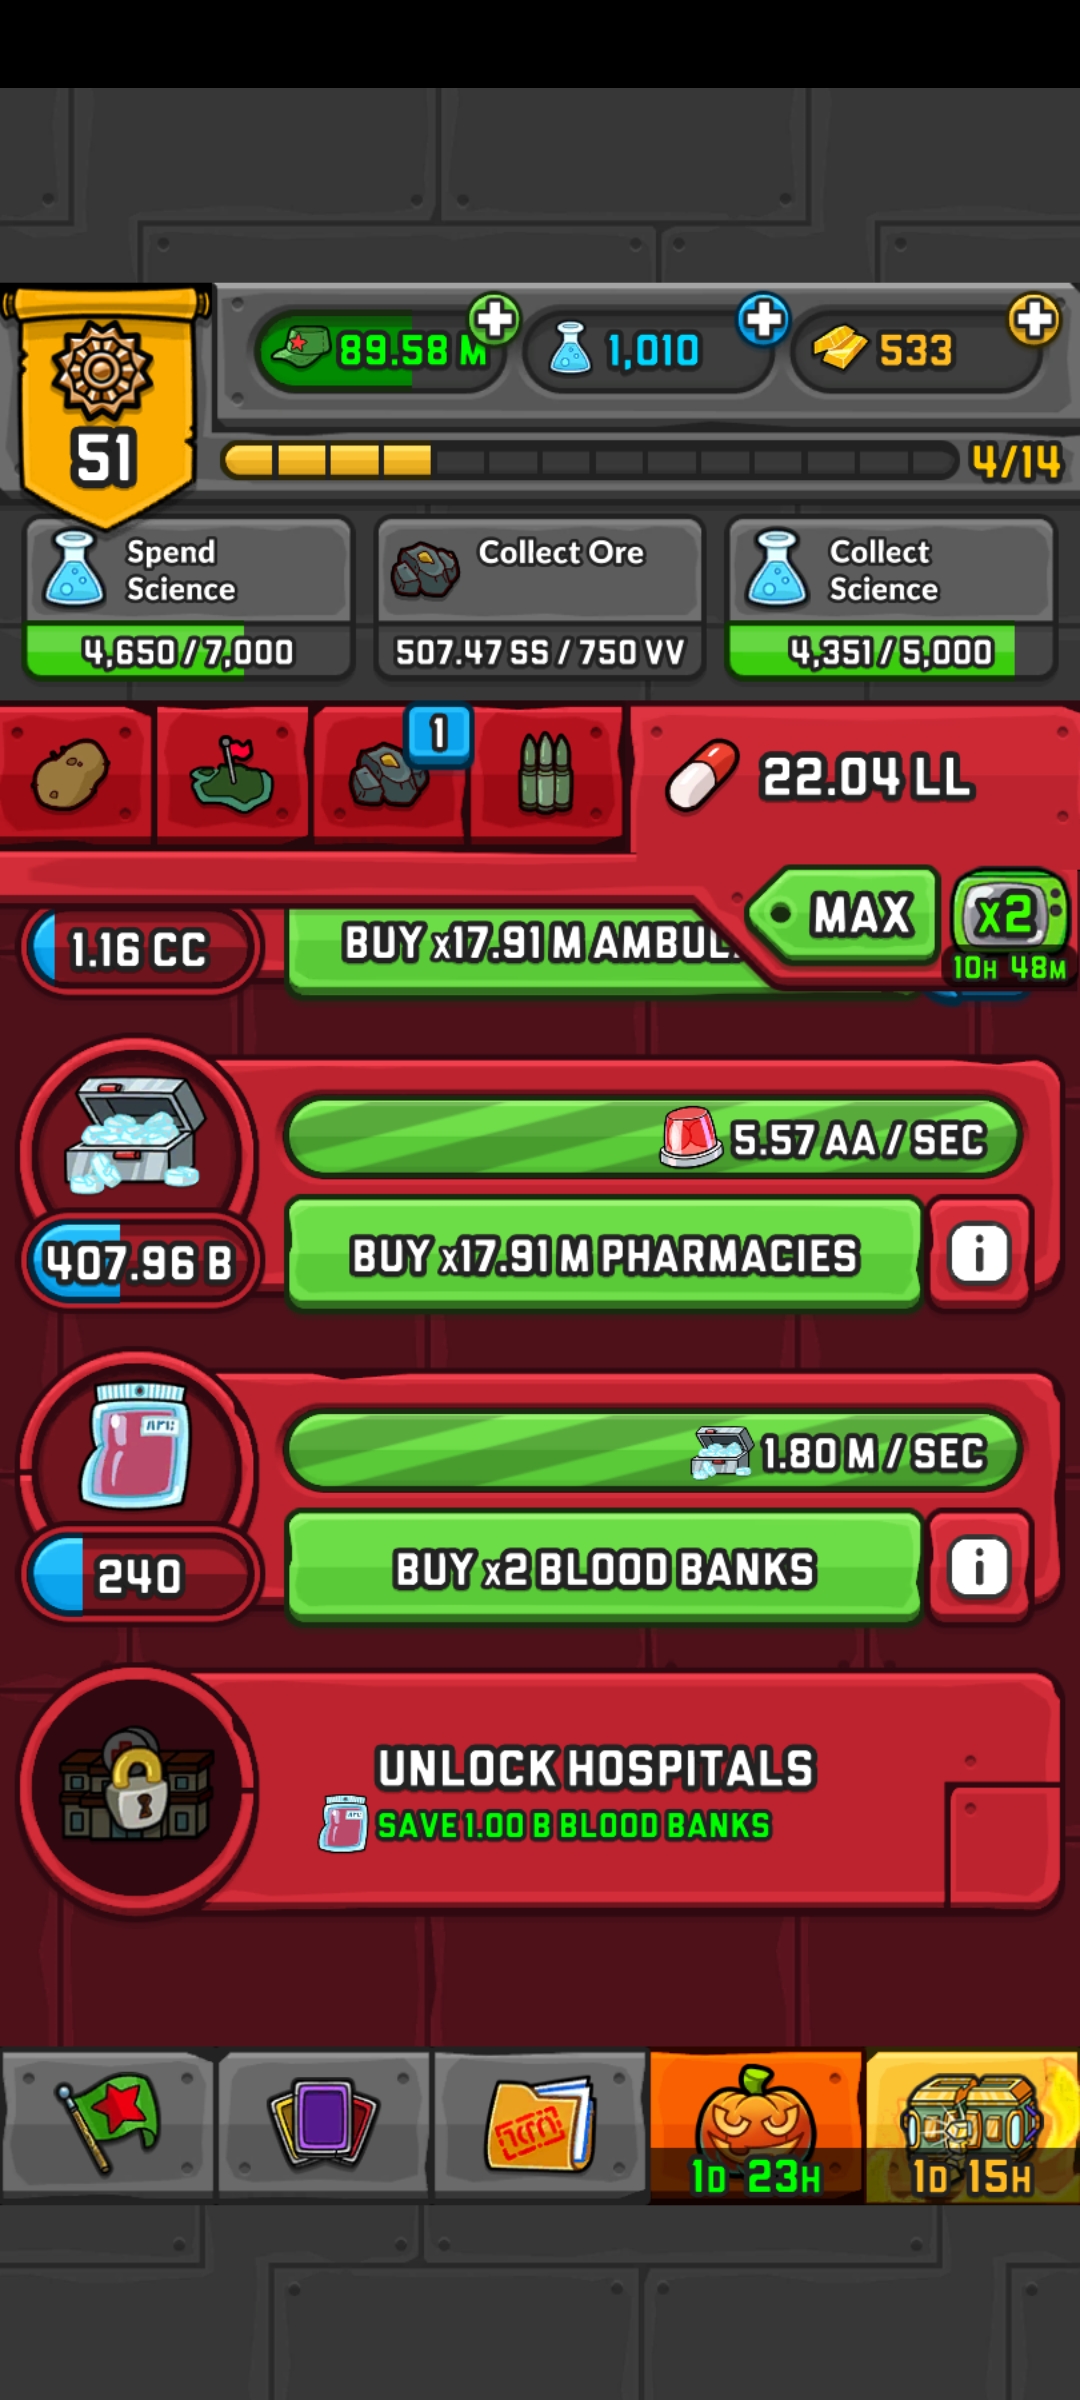 89.58 M
1,010
533
51
4/14
Spend
Science
4,650 / 7,000
Collect Ore
507.47 SS / 750 VV
Collect
Science
4,351 / 5,000
1
22.04 LL
MAX
x2
10H 48M
1.16 CC
BUY x17.91 M AMBUL.
5.57 AA / SEC
407.96 B
BUY x17.91 M PHARMACIES
i
1.80 M / SEC
240
BUY x2 BLOOD BANKS
i
UNLOCK HOSPITALS
SAVE 1.00 B BLOOD BANKS
1D 23H
1D 15H